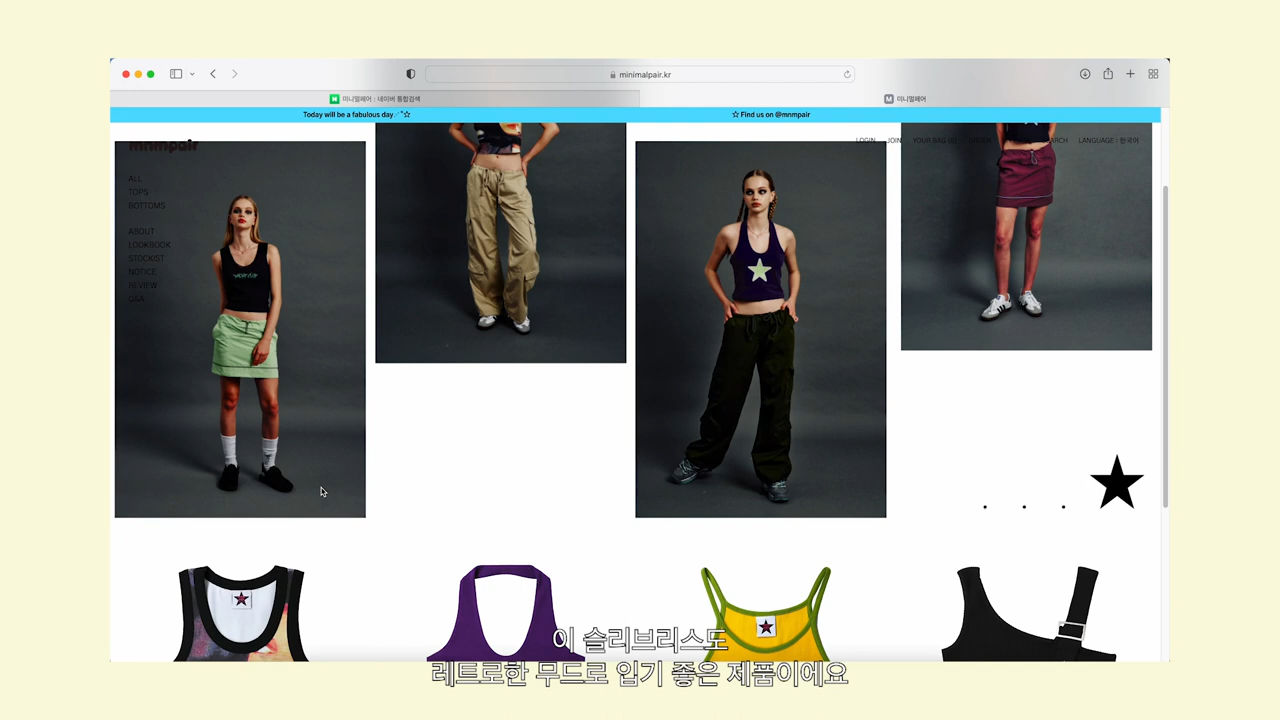 minimalpair.kr
미니멀페어 : 네이버 통합검색
미니멀페어
Today will be a fabulous day.·˚☆
☆ Find us on @mnmpair
mnmpair
LOGIN
JOIN
YOUR BAG
LANGUAGE | 한국어
ALL
TOPS
BOTTOMS
ABOUT
LOOKBOOK
STOCKIST
NOTICE
REVIEW
Q&A
이 슬리브리스도
레트로한 무드로 입기 좋은 제품이에요